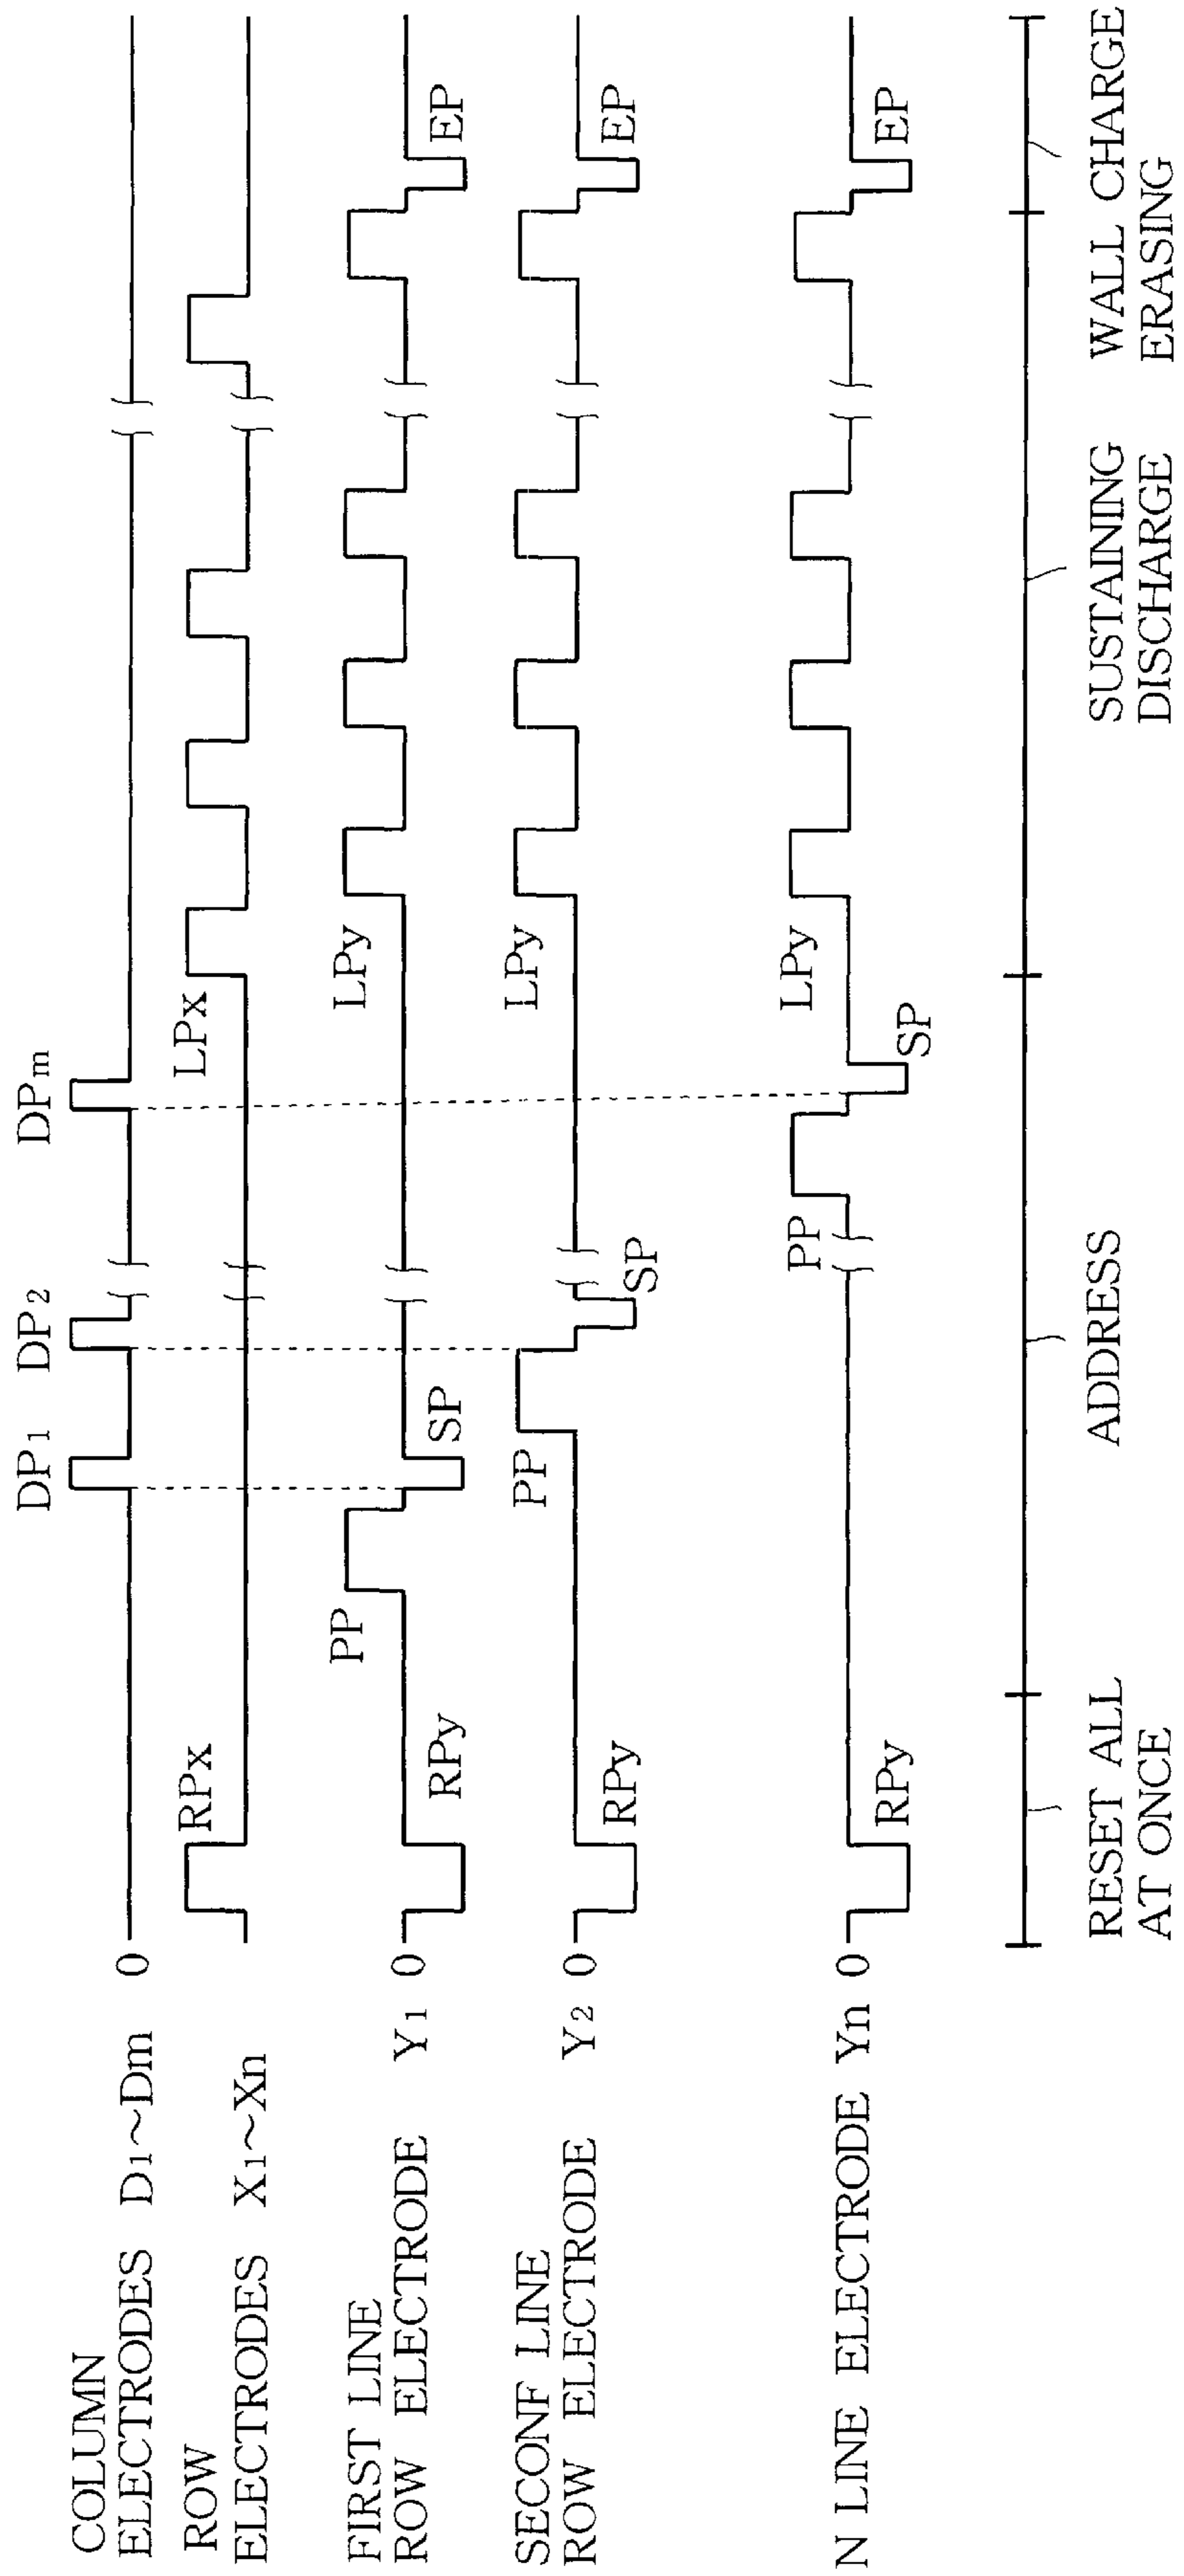 DP1 DP2 DPm
COLUMN
ELECTRODES D1~Dm 0
ROW
ELECTRODES X1~Xn
RPx LPx
FIRST LINE
ROW ELECTRODE Y1 0
RPy PP SP LPy EP
SECONF LINE
ROW ELECTRODE Y2 0
RPy PP SP LPy EP
N LINE ELECTRODE Yn 0
RPy PP SP LPy EP
RESET ALL
AT ONCE
ADDRESS
SUSTAINING
DISCHARGE
WALL CHARGE
ERASING